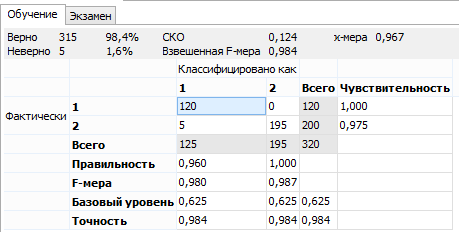 Обучение Экзамен
Верно 315 98,4% СКО 0,124 х-мера 0,967
Неверно 5 1,6% Взвешенная F-мера 0,984
Классифицировано как
1 2 Всего Чувствительность
Фактически 1 120 0 120 1,000
2 5 195 200 0,975
Всего 125 195 320
Правильность 0,960 1,000
F-мера 0,980 0,987
Базовый уровень 0,625 0,625 0,625
Точность 0,984 0,984 0,984